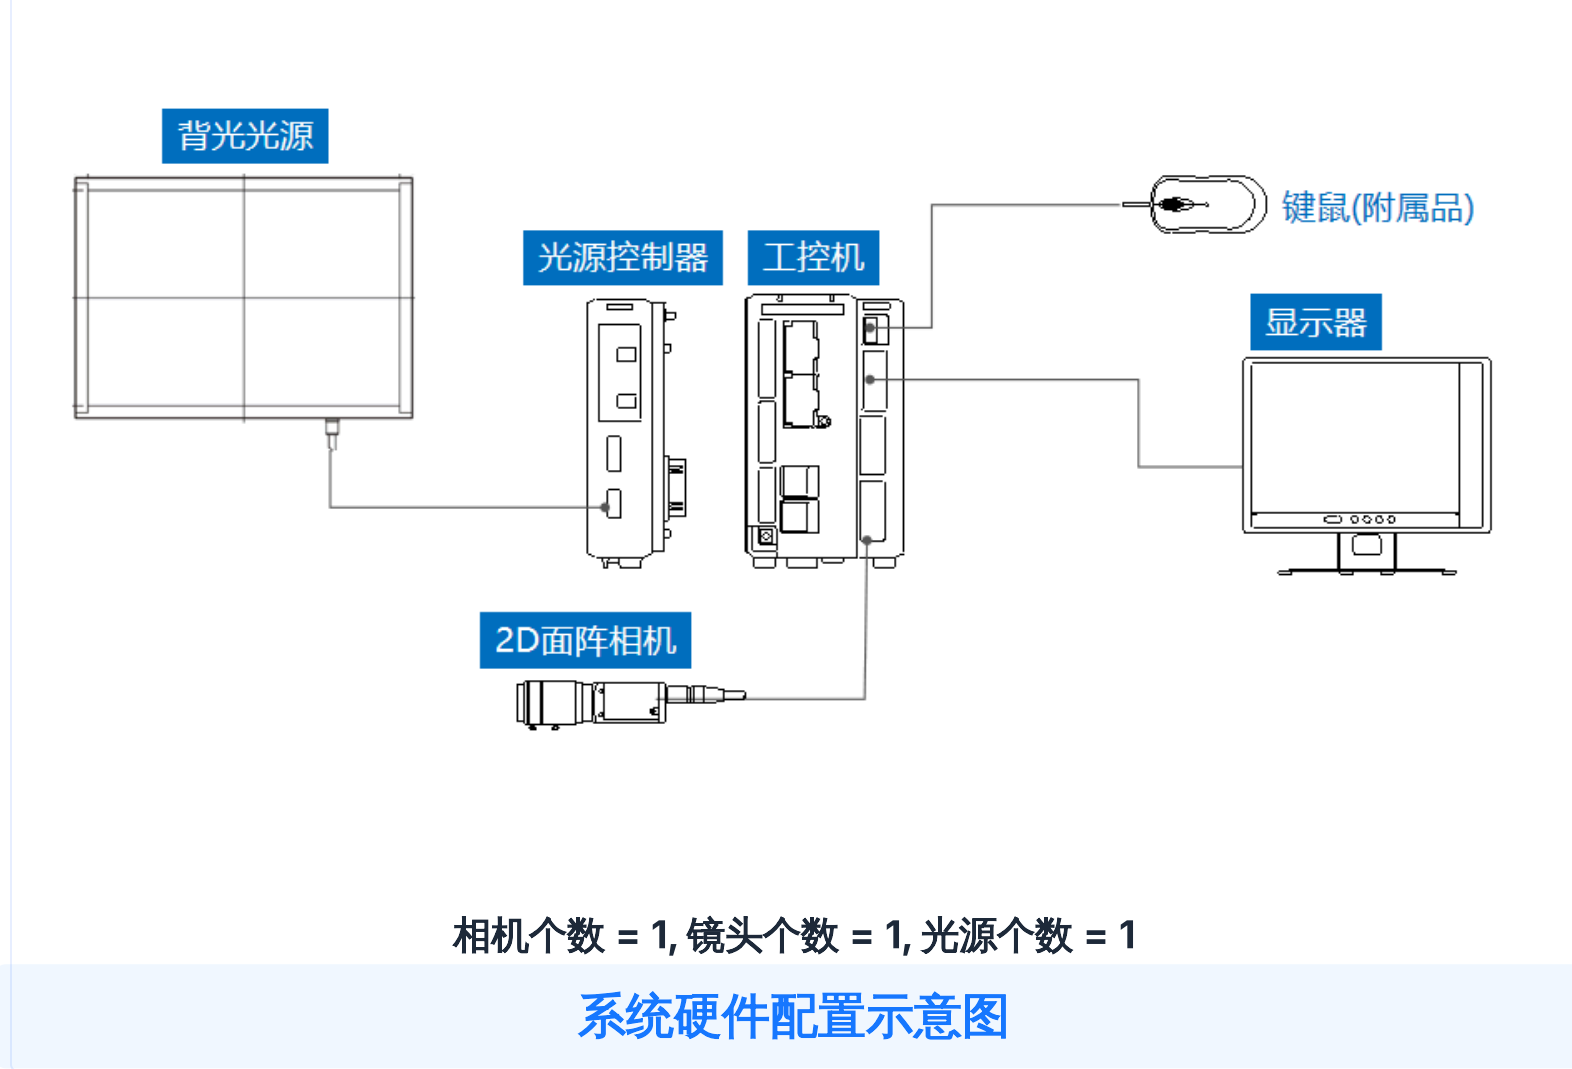 背光光源
键鼠(附属品)
光源控制器
工控机
显示器
2D面阵相机
相机个数 = 1, 镜头个数 = 1, 光源个数 = 1
系统硬件配置示意图